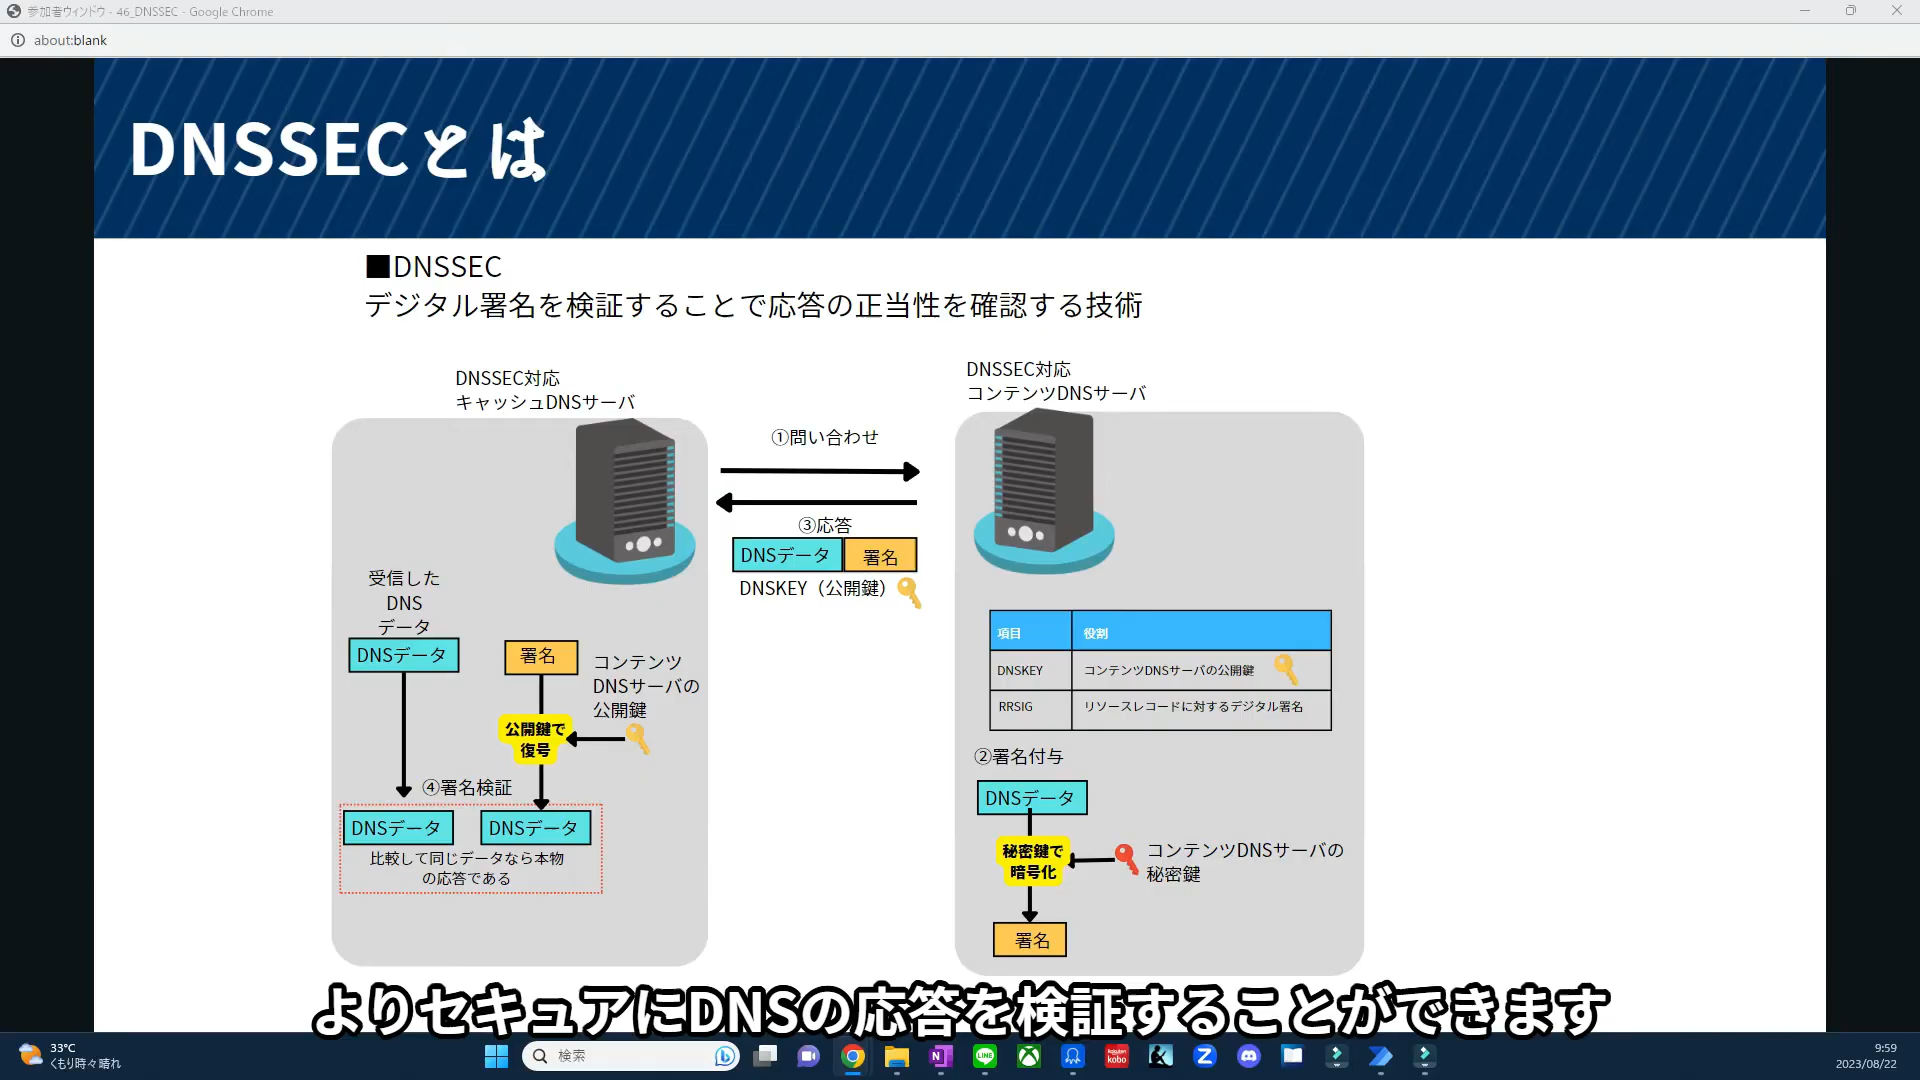 参加者ウィンドウ - 46_DNSSEC - Google Chrome
about:blank
DNSSECとは
■DNSSEC
デジタル署名を検証することで応答の正当性を確認する技術
DNSSEC対応
キャッシュDNSサーバ
DNSSEC対応
コンテンツDNSサーバ
①問い合わせ
③応答
DNSデータ
署名
DNSKEY（公開鍵）
受信した
DNS
データ
DNSデータ
署名
コンテンツ
DNSサーバの
公開鍵
公開鍵で
復号
④署名検証
DNSデータ
DNSデータ
比較して同じデータなら本物
の応答である
項目
役割
DNSKEY
コンテンツDNSサーバの公開鍵
RRSIG
リソースレコードに対するデジタル署名
②署名付与
DNSデータ
秘密鍵で
暗号化
コンテンツDNSサーバの
秘密鍵
署名
よりセキュアにDNSの応答を検証することができます
33°C
くもり時々晴れ
検索
N
LINE
Rakuten
kobo
Z
9:59
2023/08/22